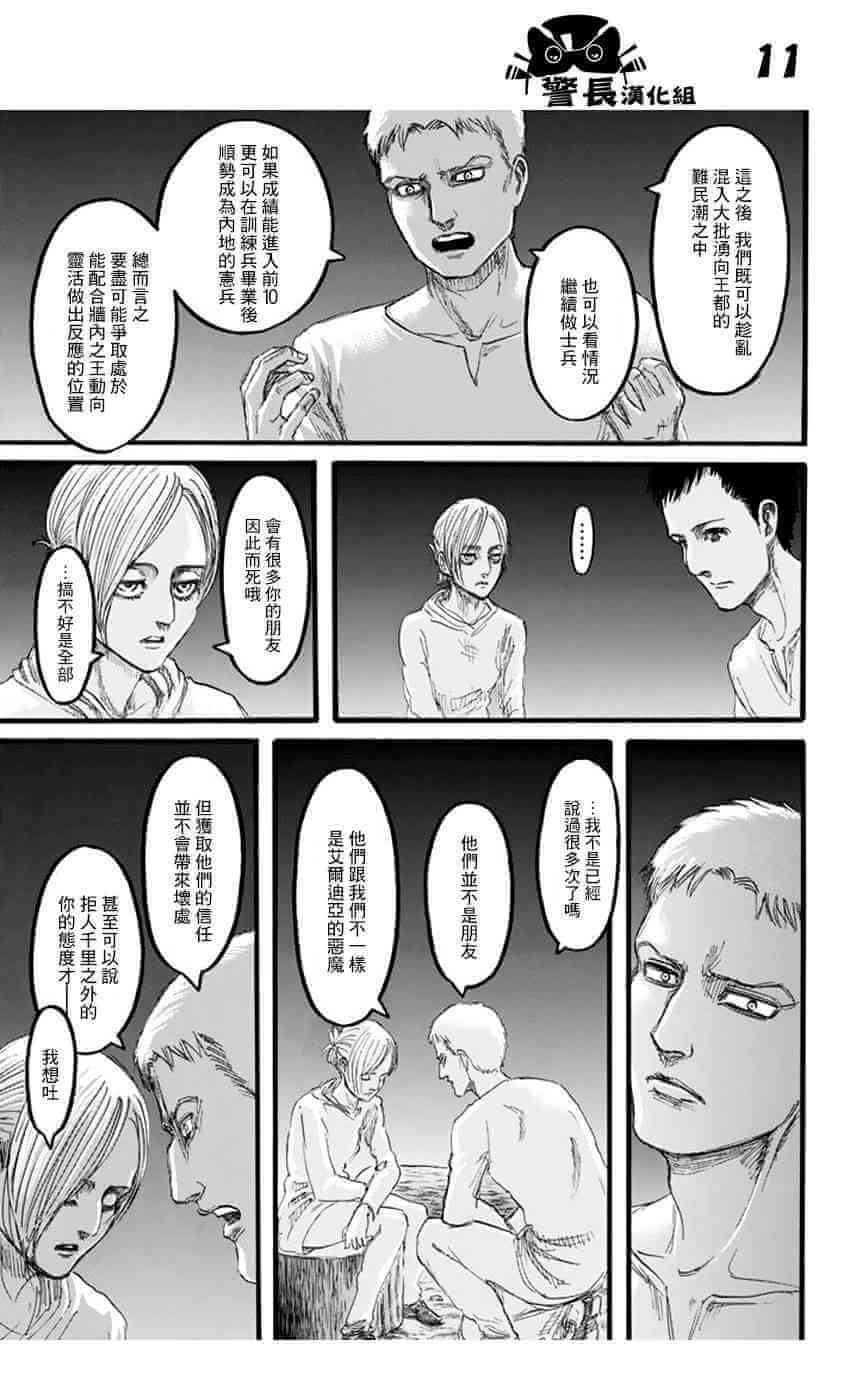 警長漢化組
11
這之後 我們既可以趁亂
混入大批湧向王都的
難民潮之中
也可以看情況
繼續做士兵
如果成績能進入前10
更可以在訓練兵畢業後
順勢成為內地的憲兵
總而言之
要盡可能爭取處於
能配合牆內之王動向
靈活做出反應的位置
……
會有很多你的朋友
因此而死哦
…搞不好是全部
…我不是已經
說過很多次了嗎
他們並不是朋友
他們跟我們不一樣
是艾爾迪亞的惡魔
但獲取他們的信任
並不會帶來壞處
甚至可以說
拒人千里之外的
你的態度才——
我想吐